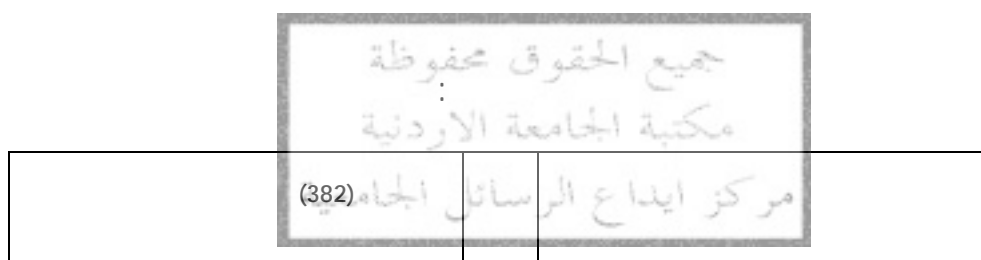 جميع الحقوق محفوظة
:
مكتبة الجامعة الاردنية
مركز ايداع الرسائل الجامعية
(382)